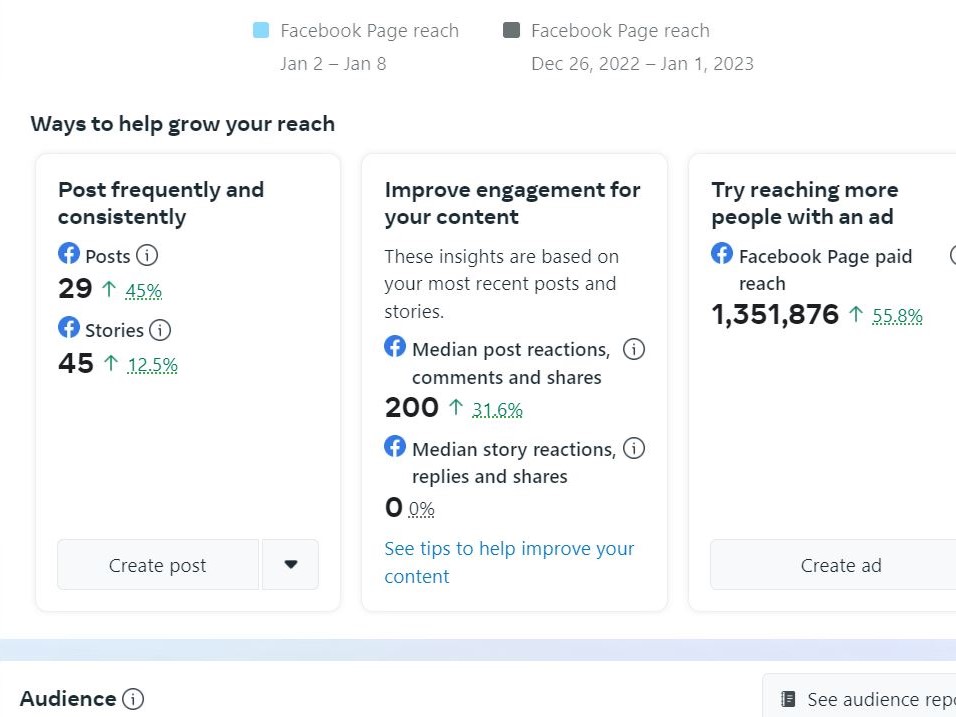 Facebook Page reach
Jan 2 – Jan 8
Facebook Page reach
Dec 26, 2022 – Jan 1, 2023
Ways to help grow your reach
Post frequently and
consistently
Posts
29 ↑ 45%
Stories
45 ↑ 12.5%
Create post
Improve engagement for
your content
These insights are based on
your most recent posts and
stories.
Median post reactions,
comments and shares
200 ↑ 31.6%
Median story reactions,
replies and shares
0 0%
See tips to help improve your
content
Try reaching more
people with an ad
Facebook Page paid
reach
1,351,876 ↑ 55.8%
Create ad
Audience
See audience repo